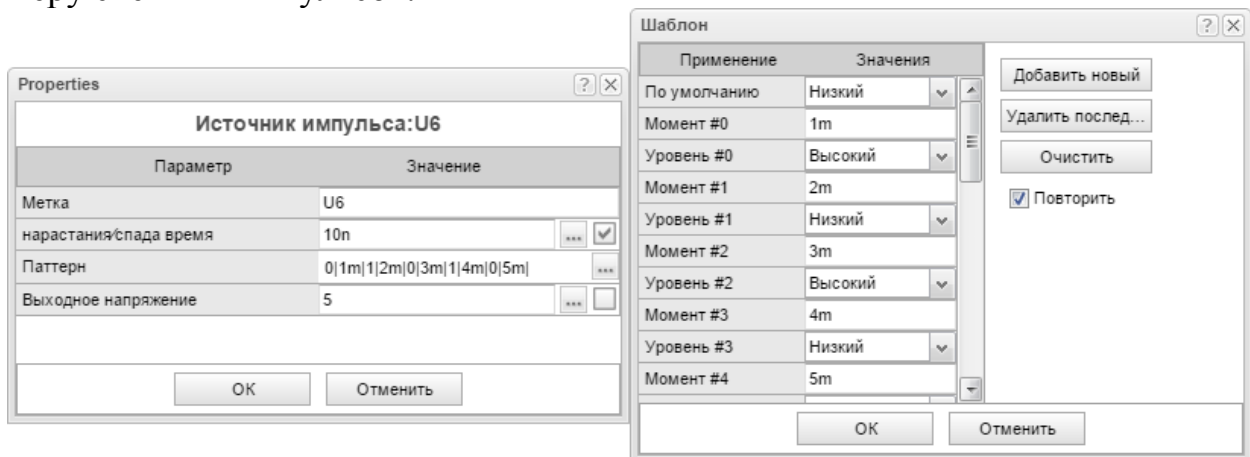 Properties
Источник импульса:U6
Параметр Значение
Метка U6
нарастания/спада время 10n ...
Паттерн 0|1m|1|2m|0|3m|1|4m|0|5m| ...
Выходное напряжение 5 ...
ОК Отменить
Шаблон
Применение Значения
По умолчанию Низкий
Момент #0 1m
Уровень #0 Высокий
Момент #1 2m
Уровень #1 Низкий
Момент #2 3m
Уровень #2 Высокий
Момент #3 4m
Уровень #3 Низкий
Момент #4 5m
Добавить новый
Удалить послед...
Очистить
Повторить
ОК Отменить